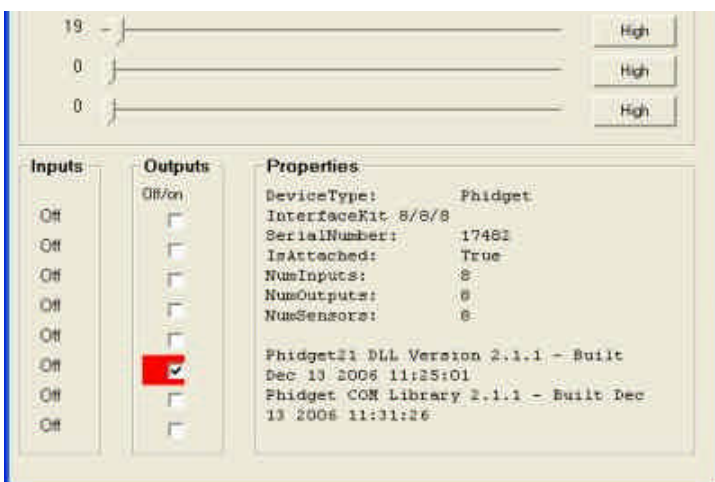 19
High
0
High
0
High
Inputs
Off
Off
Off
Off
Off
Off
Off
Off
Outputs
Off/on
Properties
DeviceType: Phidget
InterfaceKit 8/8/8
SerialNumber: 17482
IsAttached: True
NumInputs: 8
NumOutputs: 8
NumSensors: 8
Phidget21 DLL Version 2.1.1 - Built
Dec 13 2006 11:25:01
Phidget COM Library 2.1.1 - Built Dec
13 2006 11:31:26